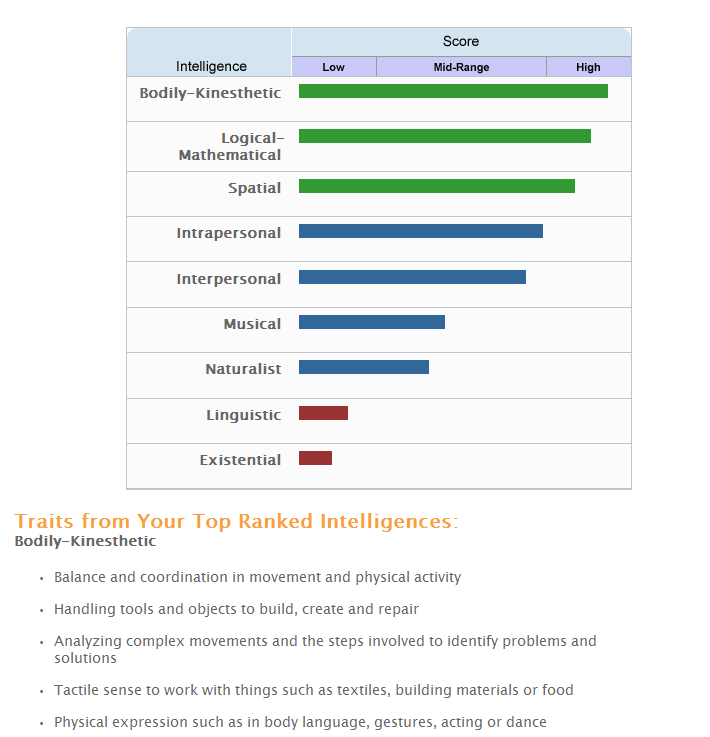 Score
Intelligence
Low Mid-Range High
Bodily-Kinesthetic
Logical-
Mathematical
Spatial
Intrapersonal
Interpersonal
Musical
Naturalist
Linguistic
Existential
Traits from Your Top Ranked Intelligences:
Bodily-Kinesthetic
• Balance and coordination in movement and physical activity
• Handling tools and objects to build, create and repair
• Analyzing complex movements and the steps involved to identify problems and
solutions
• Tactile sense to work with things such as textiles, building materials or food
• Physical expression such as in body language, gestures, acting or dance